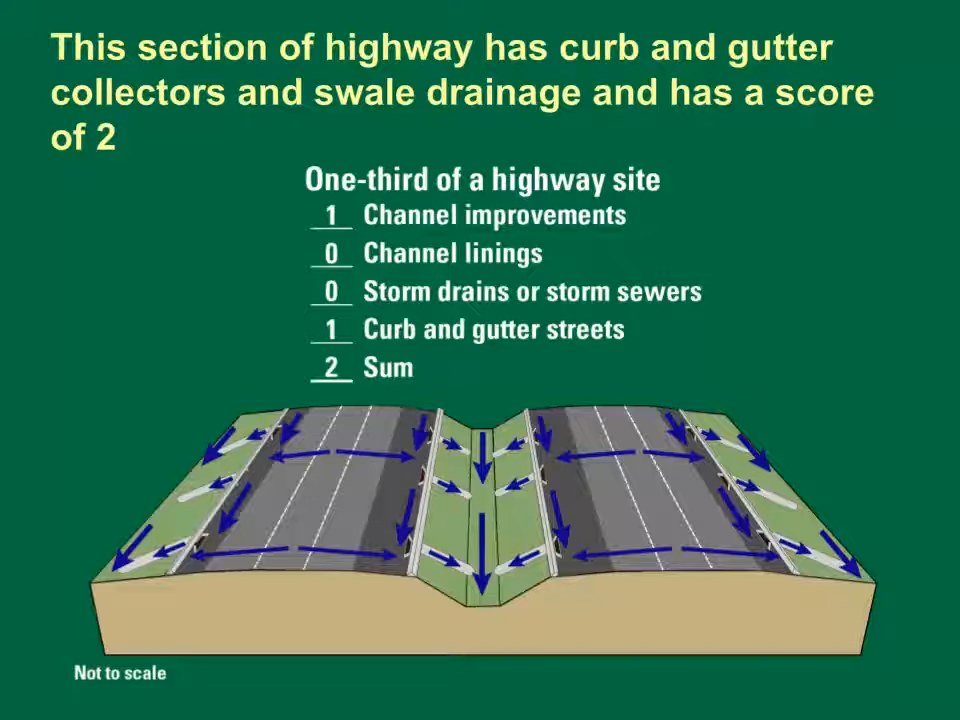 This section of highway has curb and gutter
collectors and swale drainage and has a score
of 2
One-third of a highway site
1 Channel improvements
0 Channel linings
0 Storm drains or storm sewers
1 Curb and gutter streets
2 Sum
Not to scale